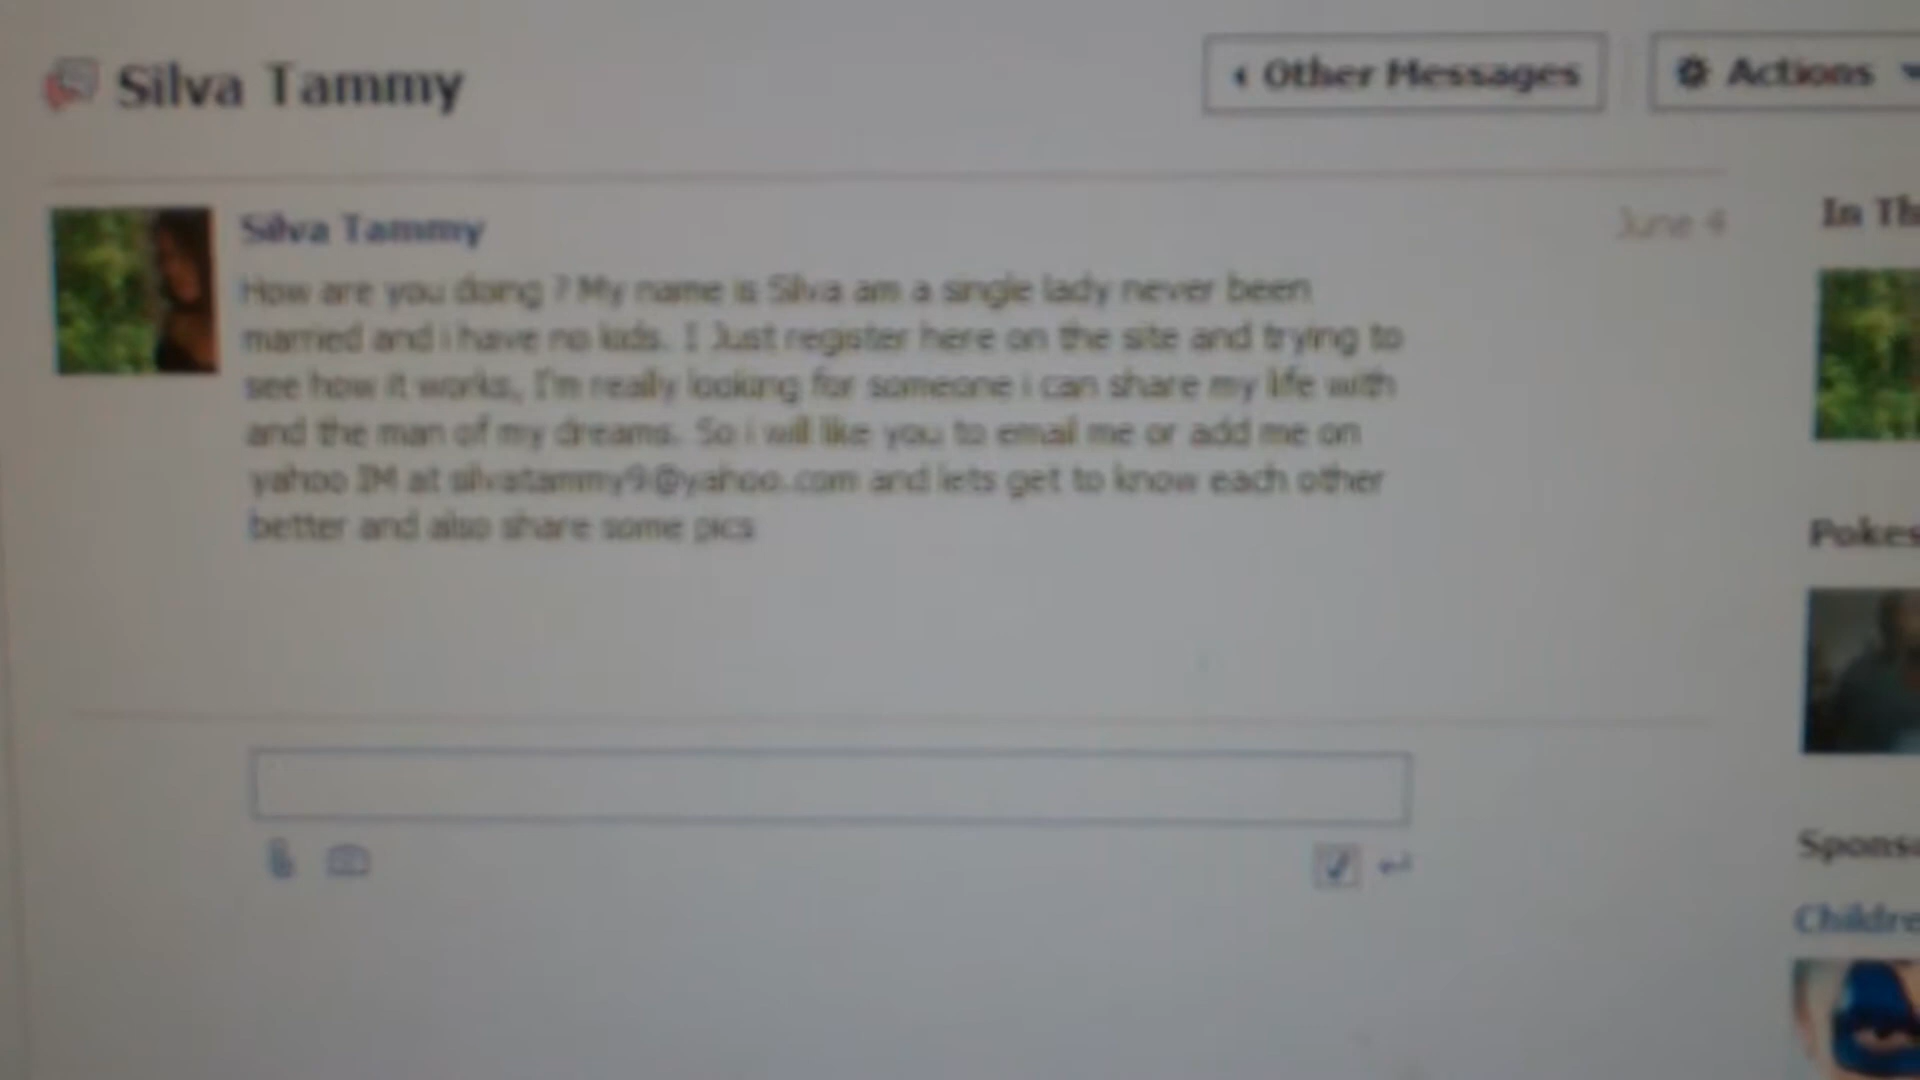 Silva Tammy
Other Messages
Actions
Silva Tammy
June 4
How are you doing ? My name is Silva am a single lady never been
married and i have no kids. I Just register here on the site and trying to
see how it works, I'm really looking for someone i can share my life with
and the man of my dreams. So i will like you to email me or add me on
yahoo IM at silvatammy9@yahoo.com and lets get to know each other
better and also share some pics
In Th
Pokes
Sponso
Childre